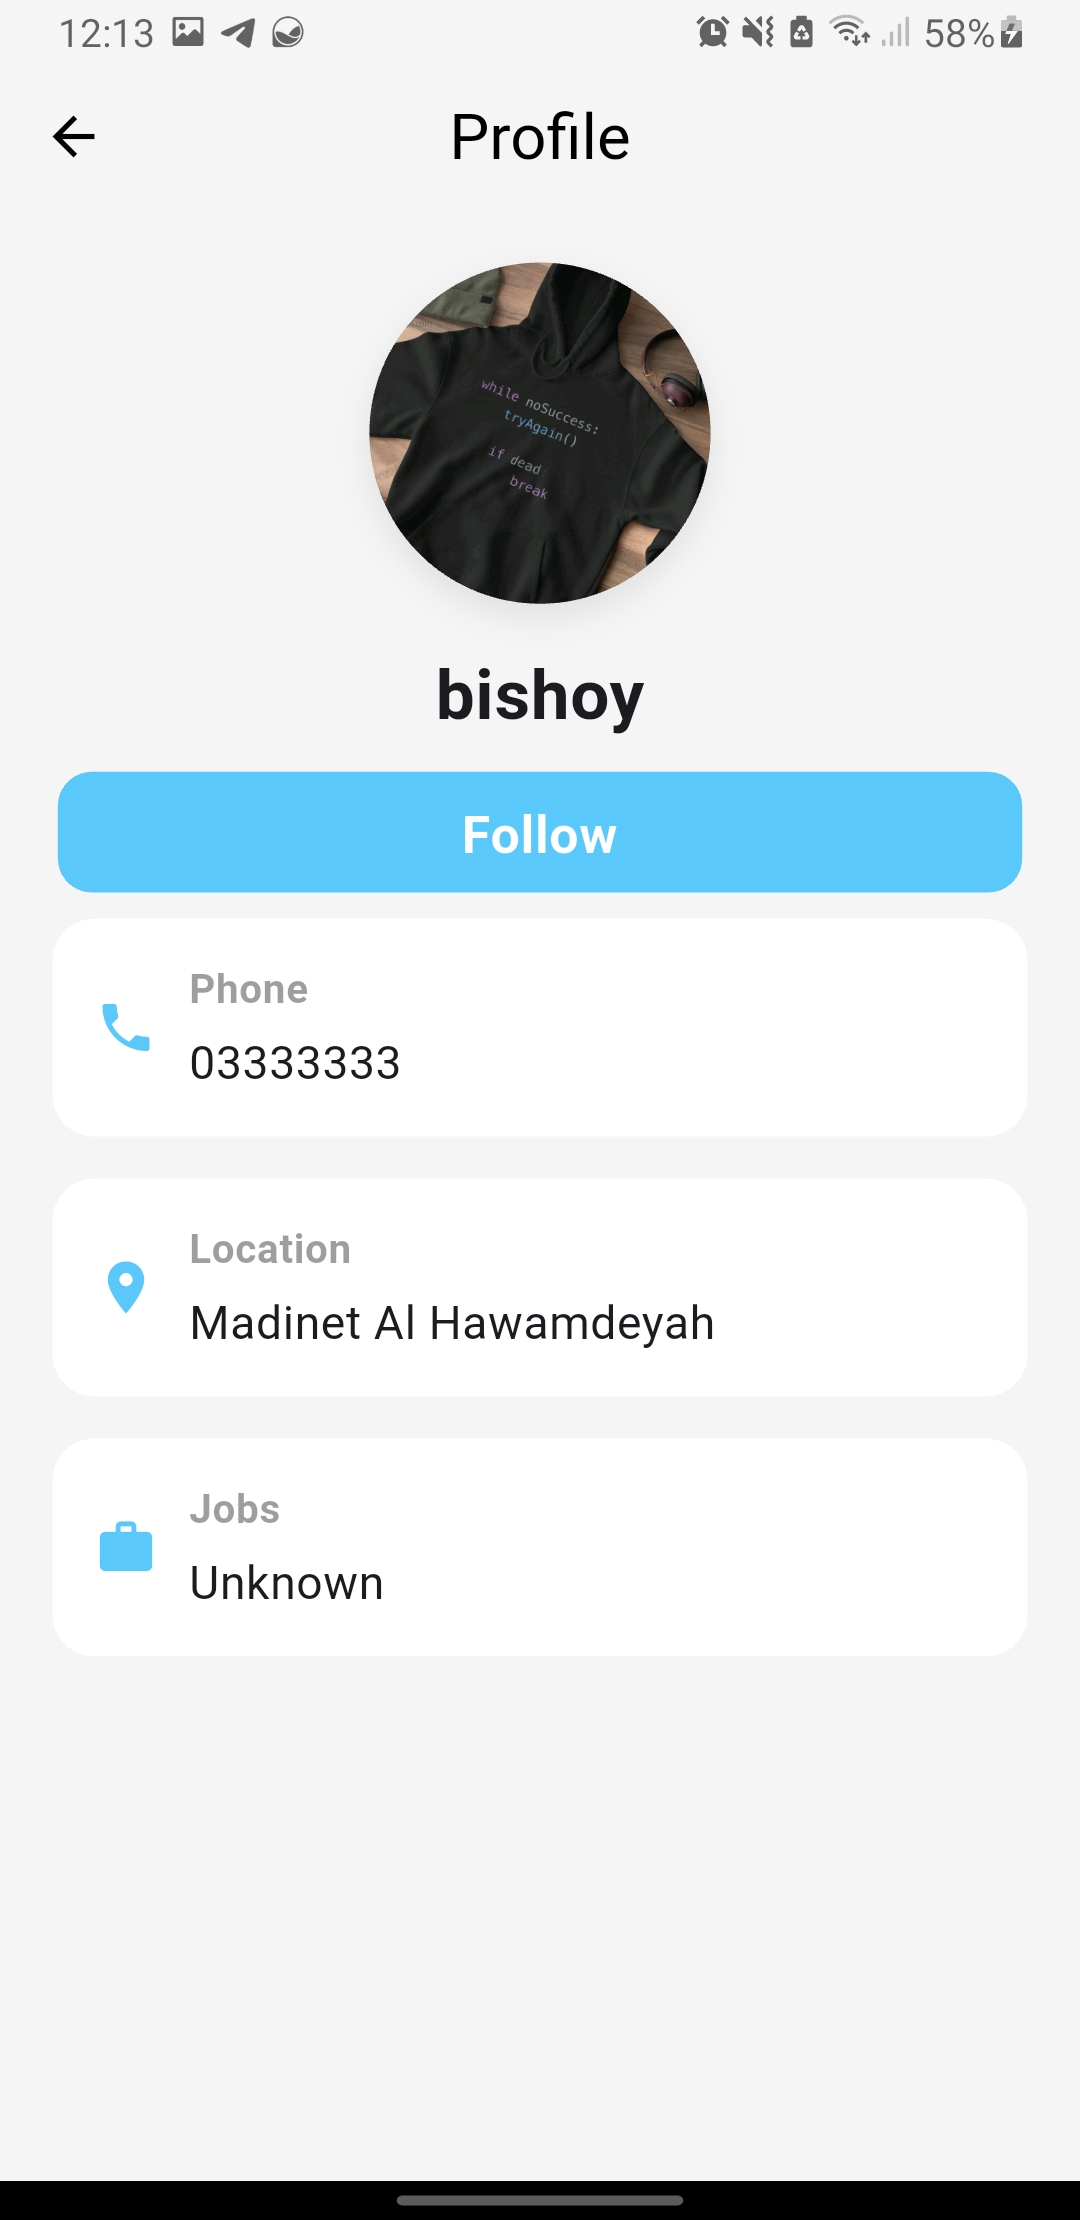 12:13
58%
Profile
while noSuccess:
tryAgain()
if dead
break
bishoy
Follow
Phone
03333333
Location
Madinet Al Hawamdeyah
Jobs
Unknown